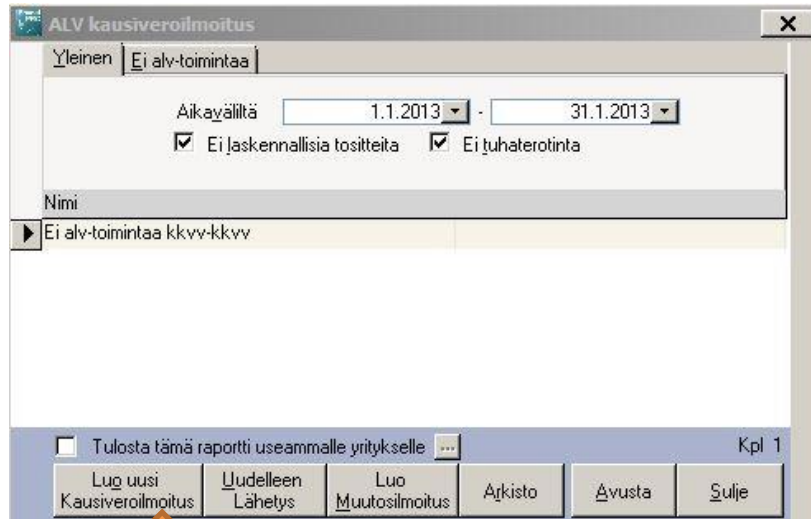 ALV kausiveroilmoitus
Yleinen Ei alv-toimintaa
Aikaväliltä 1.1.2013 - 31.1.2013
Ei laskennallisia tositteita Ei tuhaterotinta
Nimi
Ei alv-toimintaa kkvv-kkvv
Tulosta tämä raportti useammalle yritykselle ... Kpl 1
Luo uusi Kausiveroilmoitus
Uudelleen Lähetys
Luo Muutosilmoitus
Arkisto
Avusta
Sulje